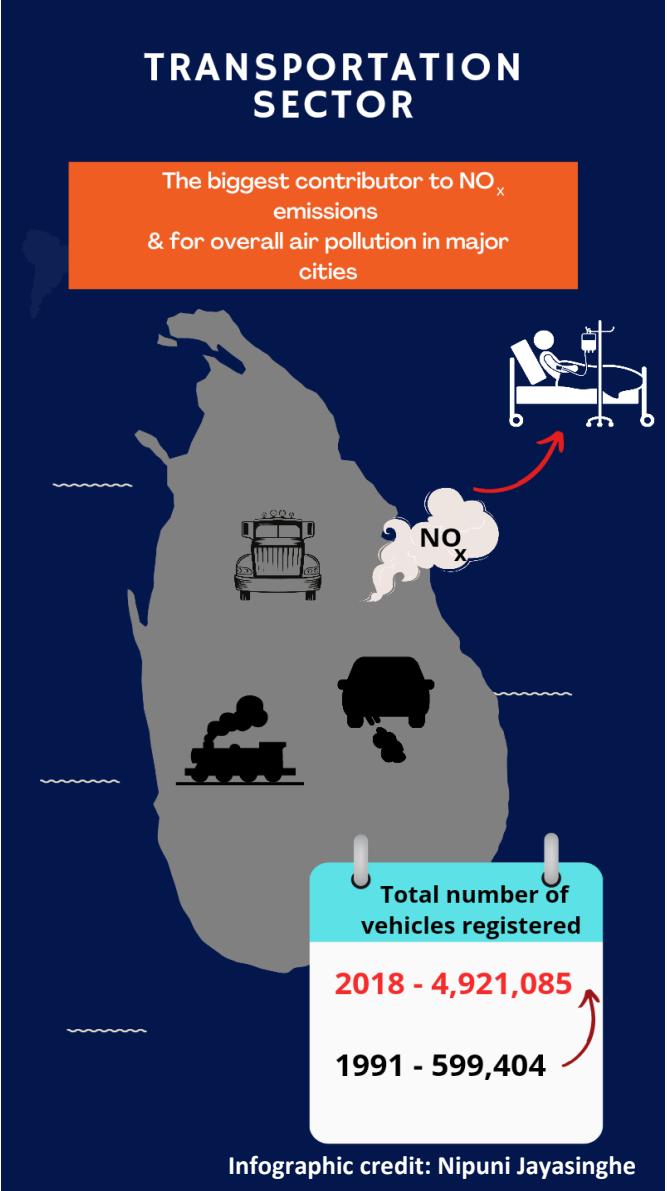 TRANSPORTATION
SECTOR
The biggest contributor to NOx
emissions
& for overall air pollution in major
cities
NOx
Total number of
vehicles registered
2018 - 4,921,085
1991 - 599,404
Infographic credit: Nipuni Jayasinghe